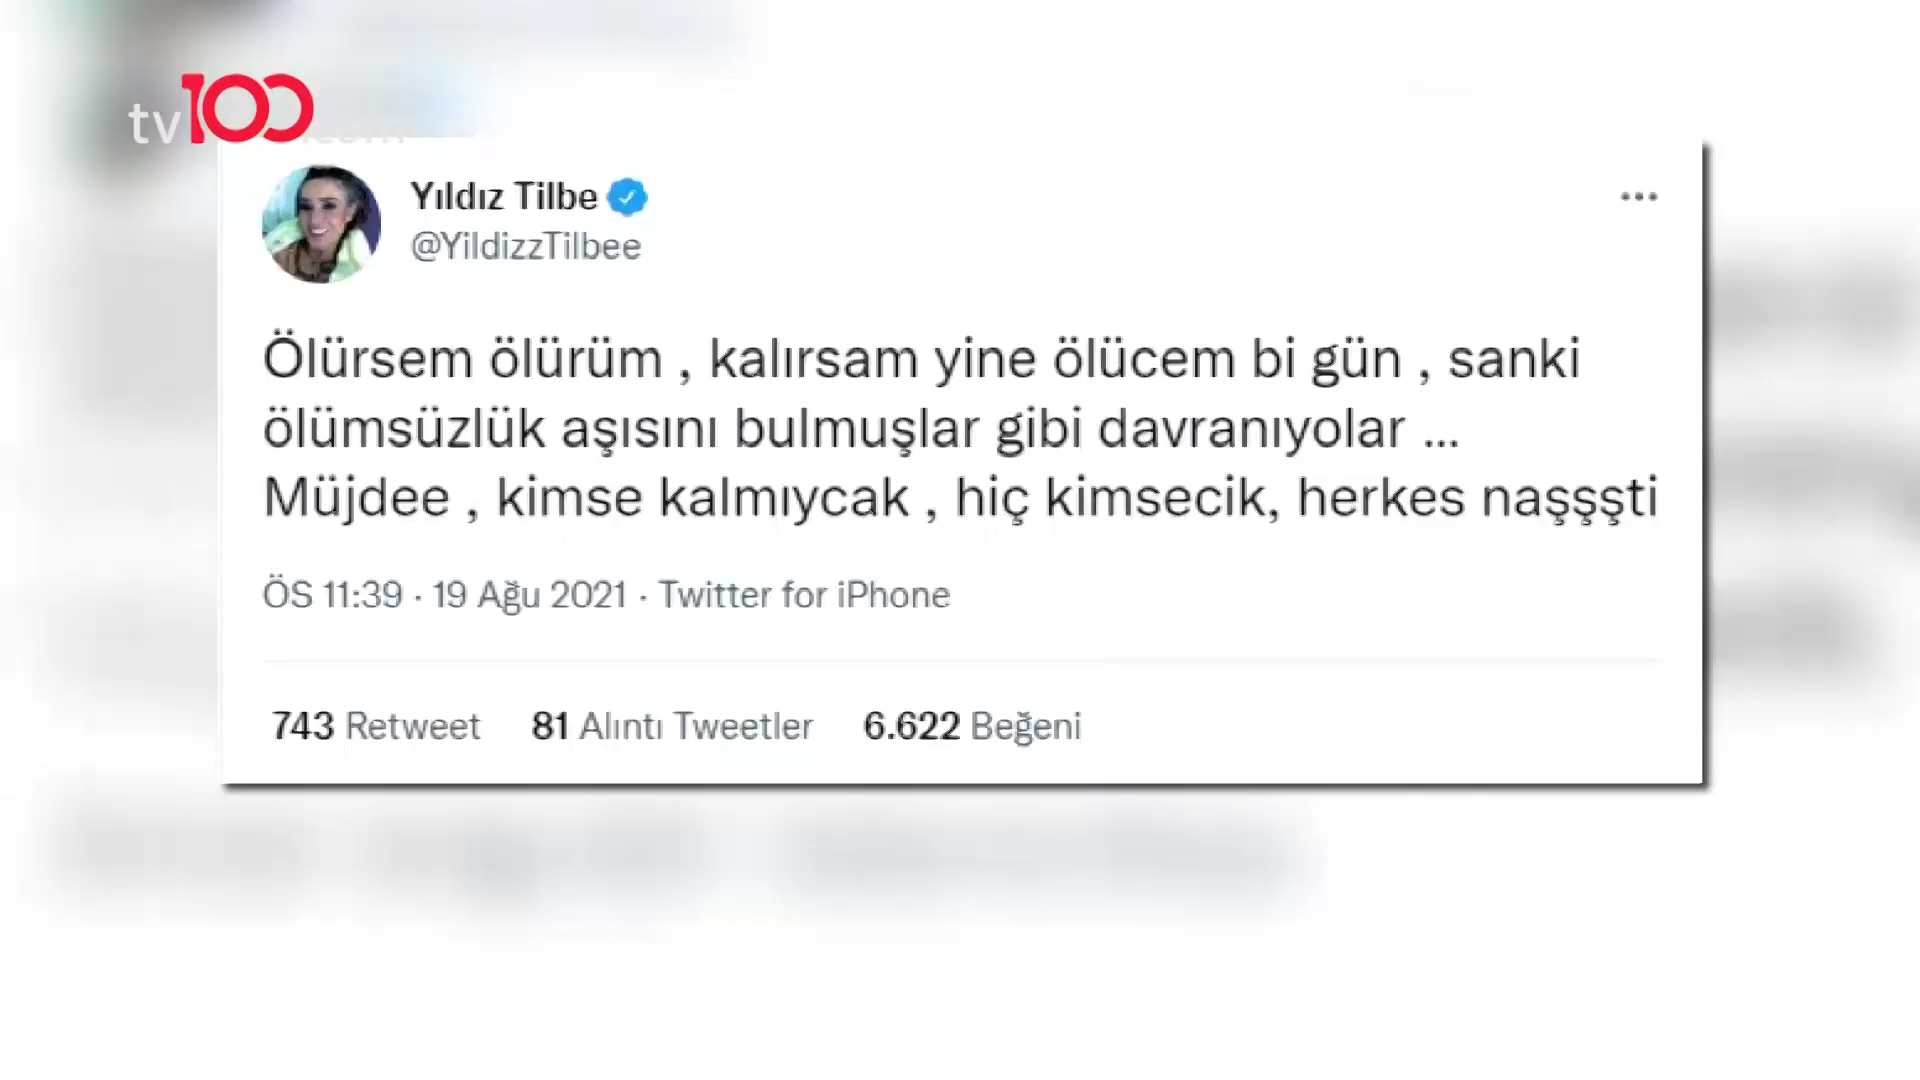 tv100
Yıldız Tilbe
@YildizzTilbee
Ölürsem ölürüm , kalırsam yine ölücem bi gün , sanki
ölümsüzlük aşısını bulmuşlar gibi davranıyolar ...
Müjdee , kimse kalmıycak , hiç kimsecik, herkes naşşşti
ÖS 11:39 · 19 Ağu 2021 · Twitter for iPhone
743 Retweet 81 Alıntı Tweetler 6.622 Beğeni